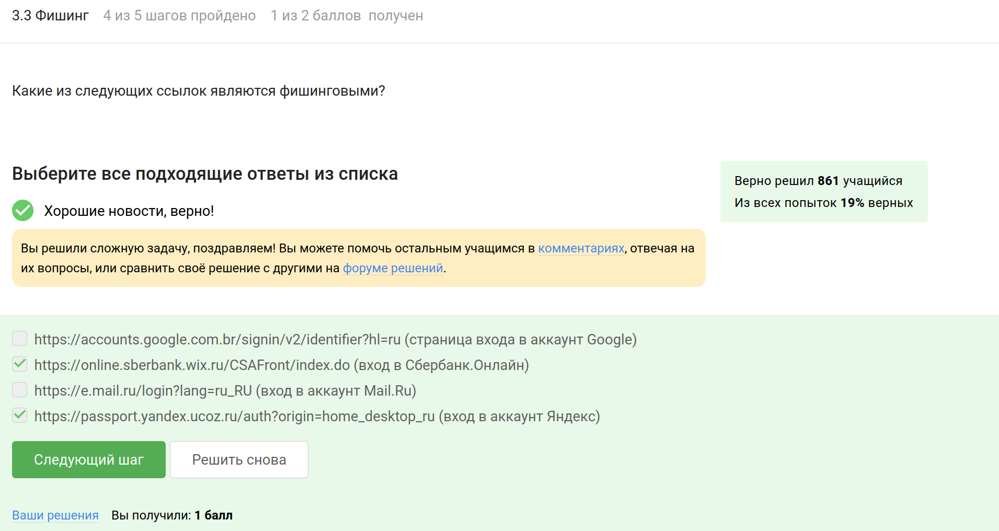 3.3 Фишинг 4 из 5 шагов пройдено 1 из 2 баллов получен
Какие из следующих ссылок являются фишинговыми?
Выберите все подходящие ответы из списка
Верно решил 861 учащийся
Из всех попыток 19% верных
Хорошие новости, верно!
Вы решили сложную задачу, поздравляем! Вы можете помочь остальным учащимся в комментариях, отвечая на
их вопросы, или сравнить своё решение с другими на форуме решений.
https://accounts.google.com.br/signin/v2/identifier?hl=ru (страница входа в аккаунт Google)
https://online.sberbank.wix.ru/CSAFront/index.do (вход в Сбербанк.Онлайн)
https://e.mail.ru/login?lang=ru_RU (вход в аккаунт Mail.Ru)
https://passport.yandex.ucoz.ru/auth?origin=home_desktop_ru (вход в аккаунт Яндекс)
Следующий шаг Решить снова
Ваши решения Вы получили: 1 балл